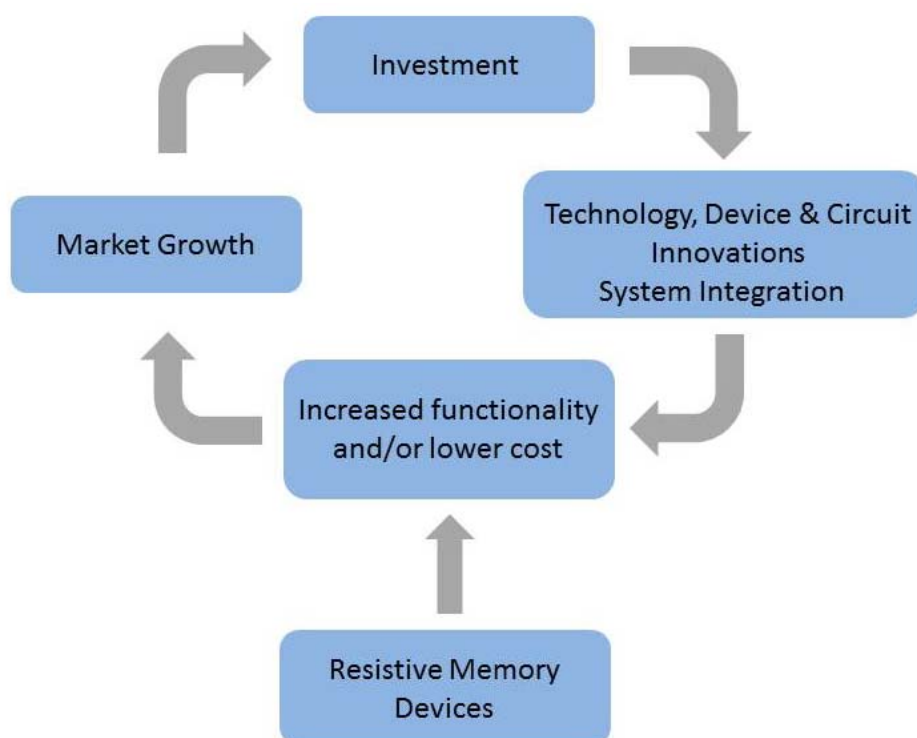 Investment
Market Growth
Technology, Device & Circuit
Innovations
System Integration
Increased functionality
and/or lower cost
Resistive Memory
Devices